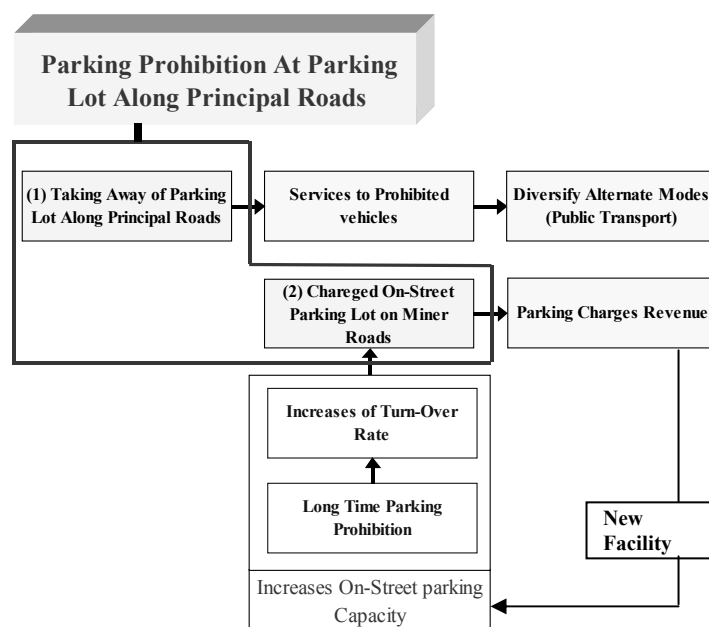 Parking Prohibition At Parking
Lot Along Principal Roads
(1) Taking Away of Parking
Lot Along Principal Roads
Services to Prohibited
vehicles
Diversify Alternate Modes
(Public Transport)
(2) Chareged On-Street
Parking Lot on Miner
Roads
Parking Charges Revenue
Increases of Turn-Over
Rate
Long Time Parking
Prohibition
New
Facility
Increases On-Street parking
Capacity